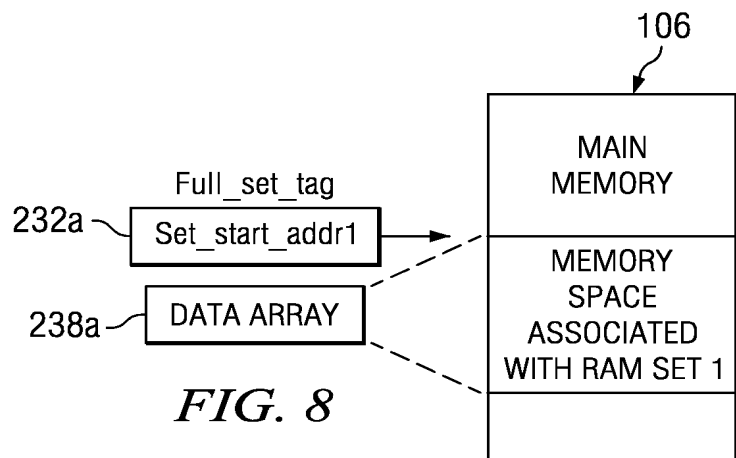 106
MAIN
MEMORY
Full_set_tag
232a
Set_start_addr1
MEMORY
SPACE
ASSOCIATED
WITH RAM SET 1
238a
DATA ARRAY
FIG. 8